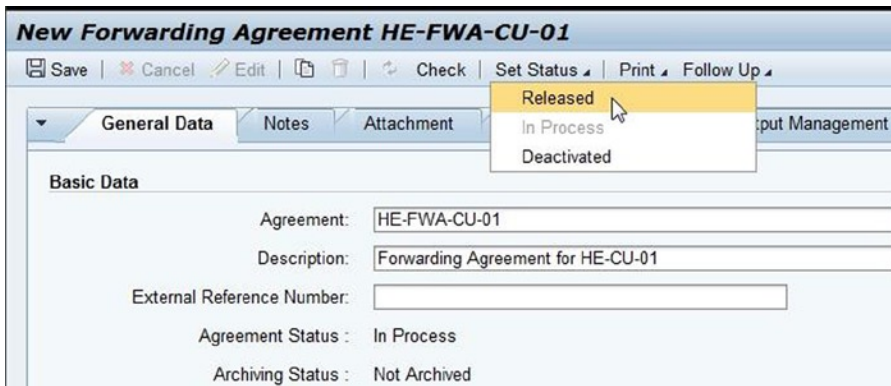 New Forwarding Agreement HE-FWA-CU-01
Save | Cancel Edit | | Check | Set Status | Print Follow Up
Released
General Data Notes Attachment In Process tput Management
Deactivated
Basic Data
Agreement: HE-FWA-CU-01
Description: Forwarding Agreement for HE-CU-01
External Reference Number:
Agreement Status : In Process
Archiving Status : Not Archived